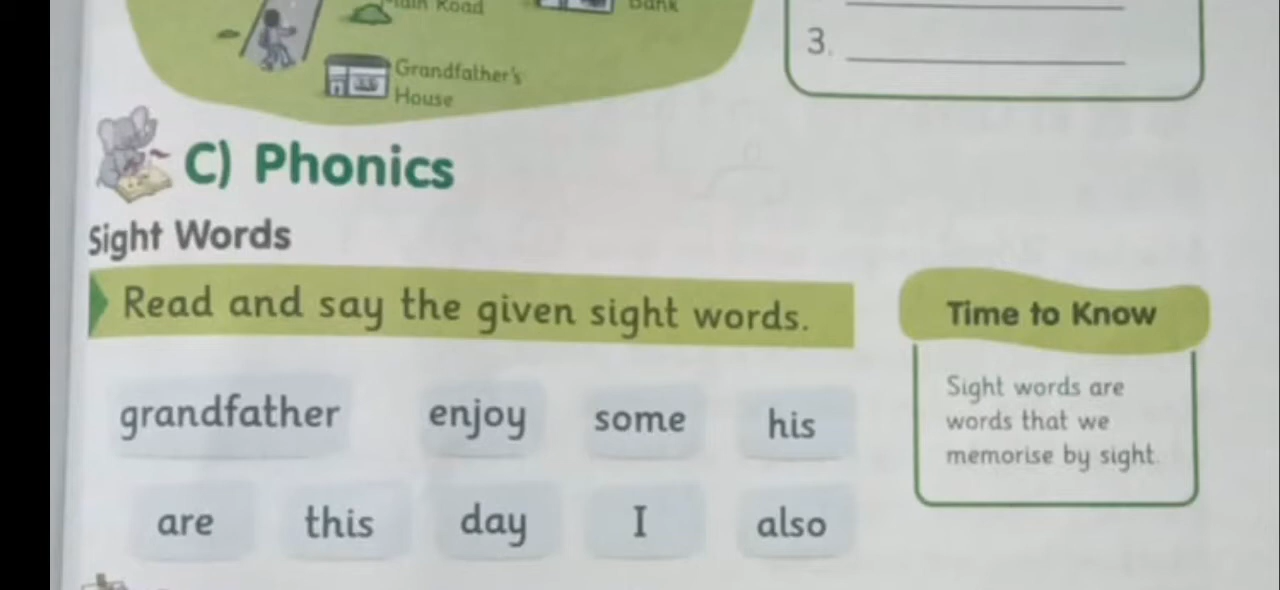 Road
Bank
3.
Grandfather's
House
C) Phonics
Sight Words
Read and say the given sight words.
Time to Know
Sight words are
words that we
memorise by sight.
grandfather enjoy some his
are this day I also